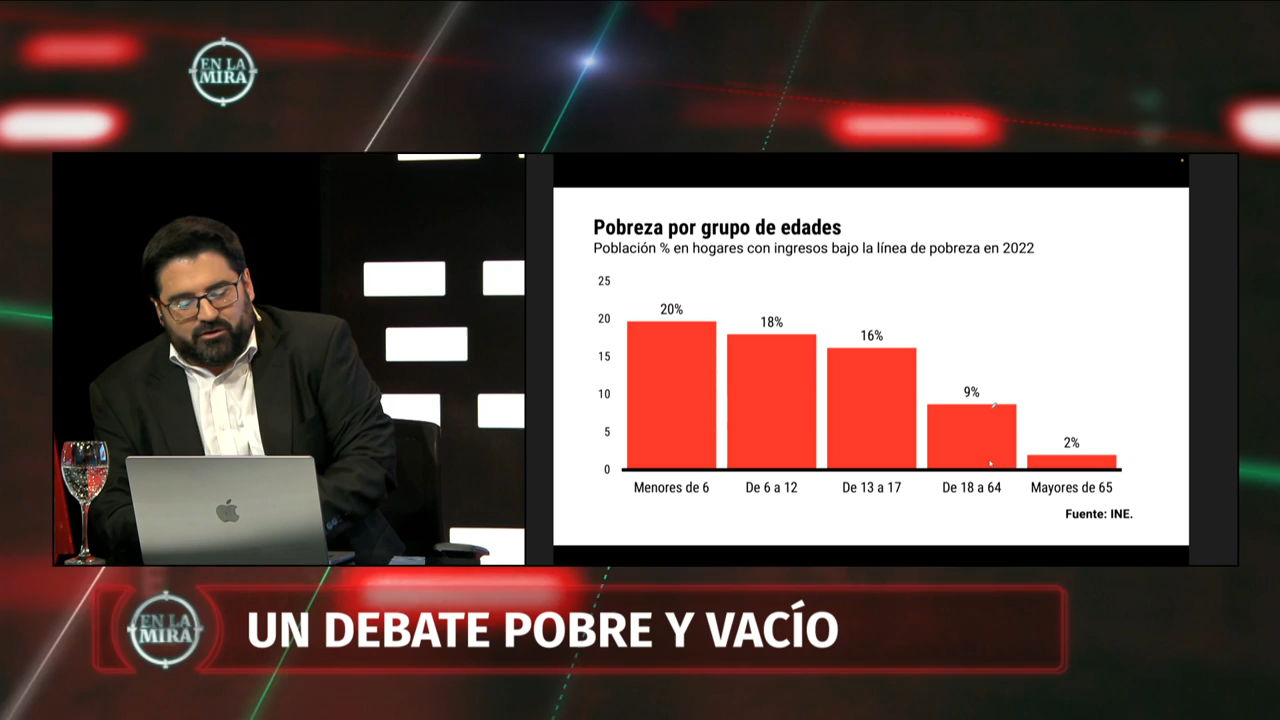 EN LA
MIRA
Pobreza por grupo de edades
Población % en hogares con ingresos bajo la línea de pobreza en 2022
25
20
15
10
5
0
20%
18%
16%
9%
2%
Menores de 6
De 6 a 12
De 13 a 17
De 18 a 64
Mayores de 65
Fuente: INE.
EN LA
MIRA
UN DEBATE POBRE Y VACÍO